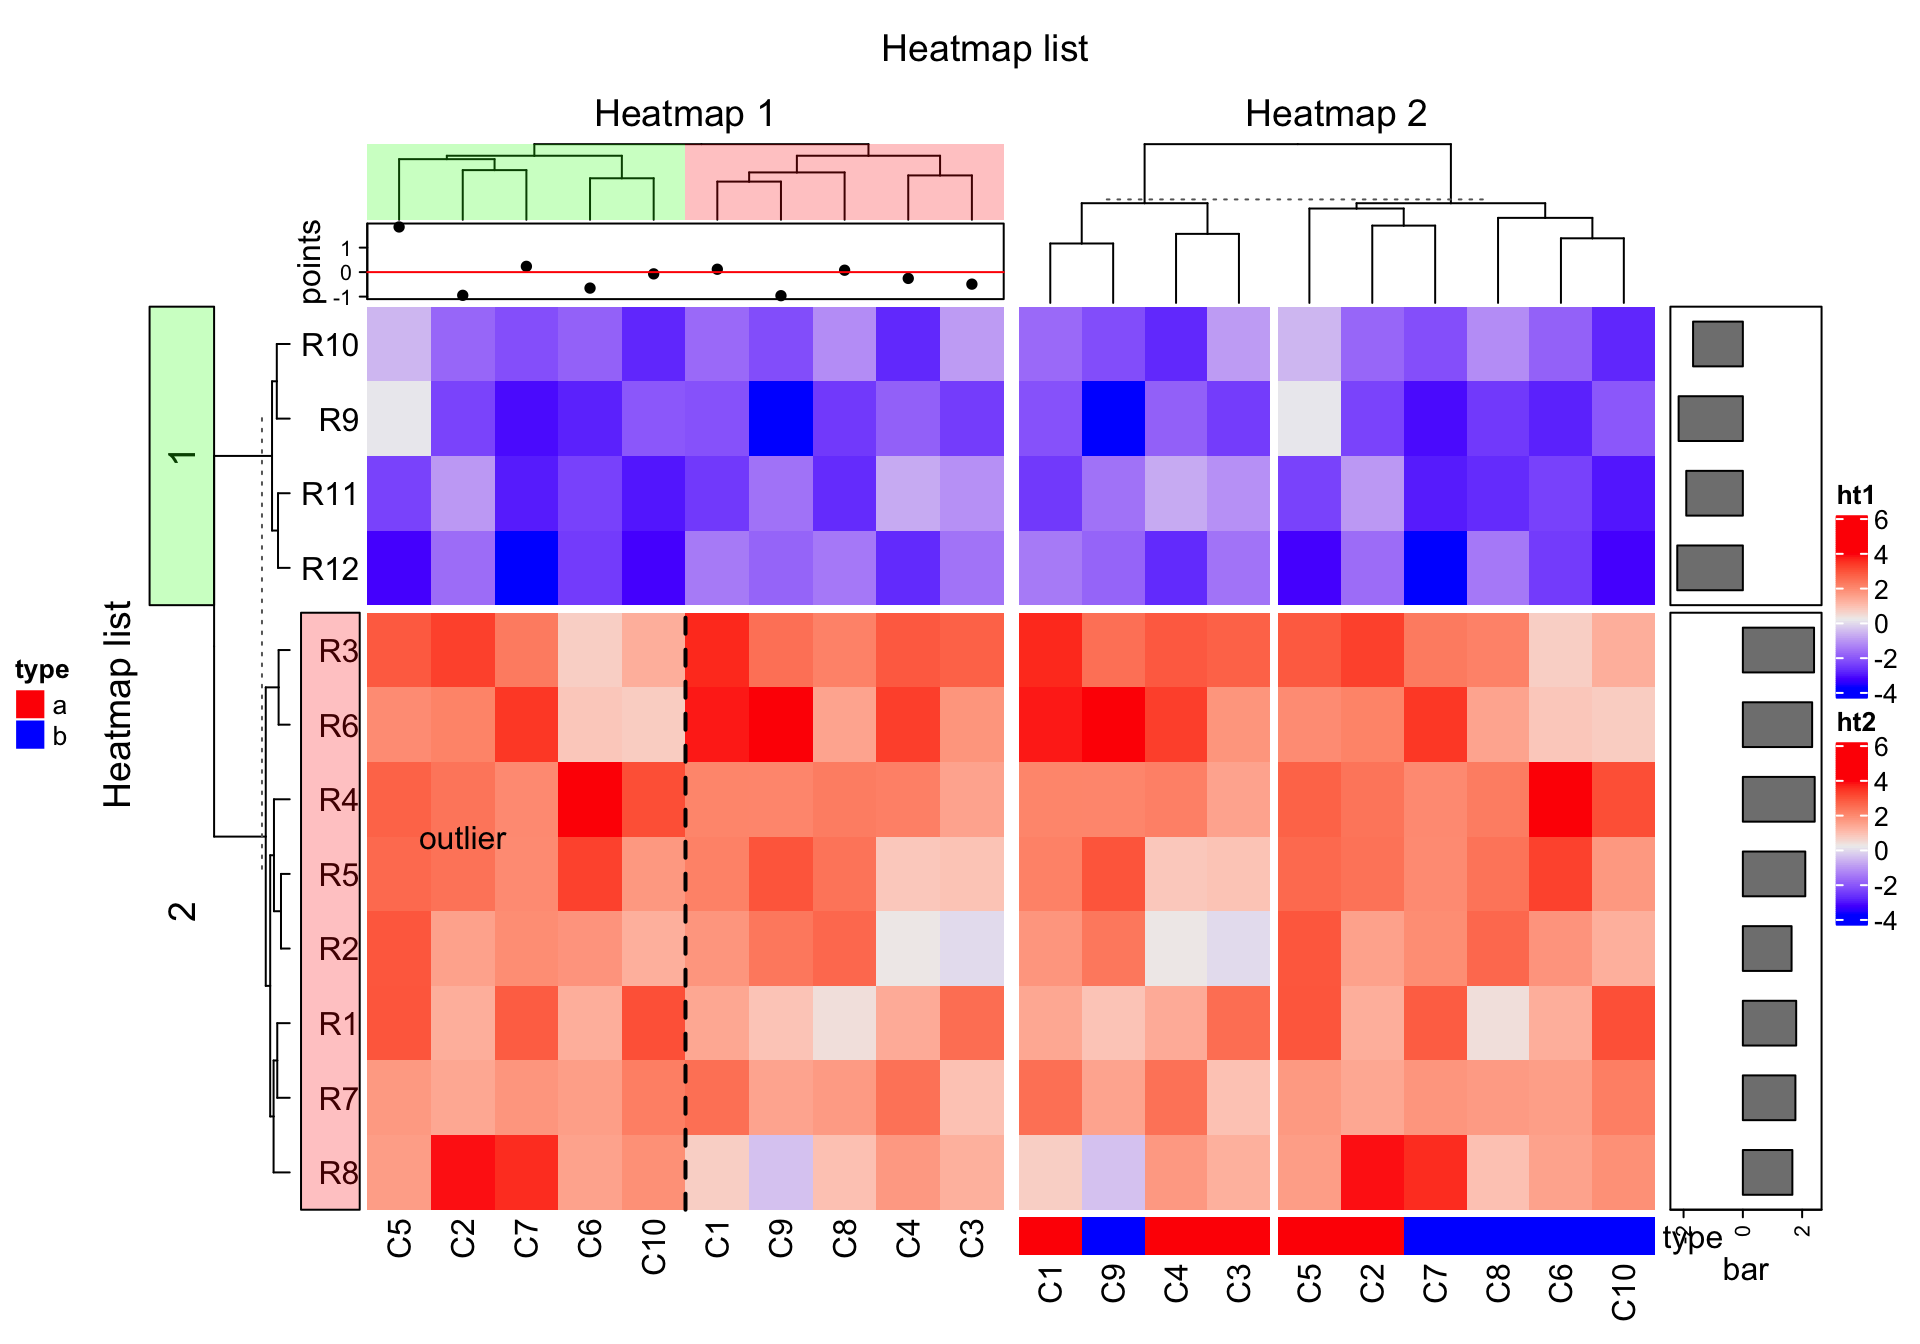 Heatmap list
Heatmap 1
Heatmap 2
points
1
0
-1
Heatmap list
1
2
R10
R9
R11
R12
R3
R6
R4
R5
R2
R1
R7
R8
outlier
C5 C2 C7 C6 C10 C1 C9 C8 C4 C3
C1 C9 C4 C3 C5 C2 C7 C8 C6 C10
type
-2 0 2
bar
type
a
b
ht1
6
4
2
0
-2
-4
ht2
6
4
2
0
-2
-4